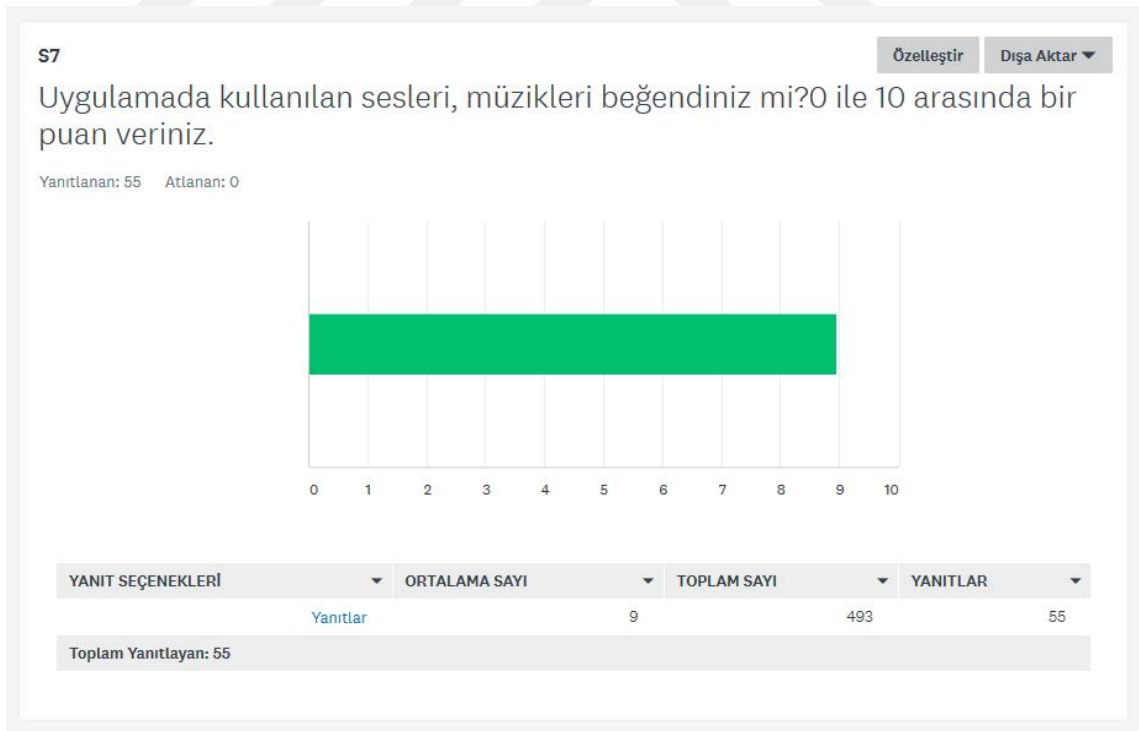 S7
Özelleştir
Dışa Aktar
Uygulamada kullanılan sesleri, müzikleri beğendiniz mi?0 ile 10 arasında bir
puan veriniz.
Yanıtlanan: 55 Atlanan: 0
0 1 2 3 4 5 6 7 8 9 10
YANIT SEÇENEKLERİ ORTALAMA SAYI TOPLAM SAYI YANITLAR
Yanıtlar 9 493 55
Toplam Yanıtlayan: 55